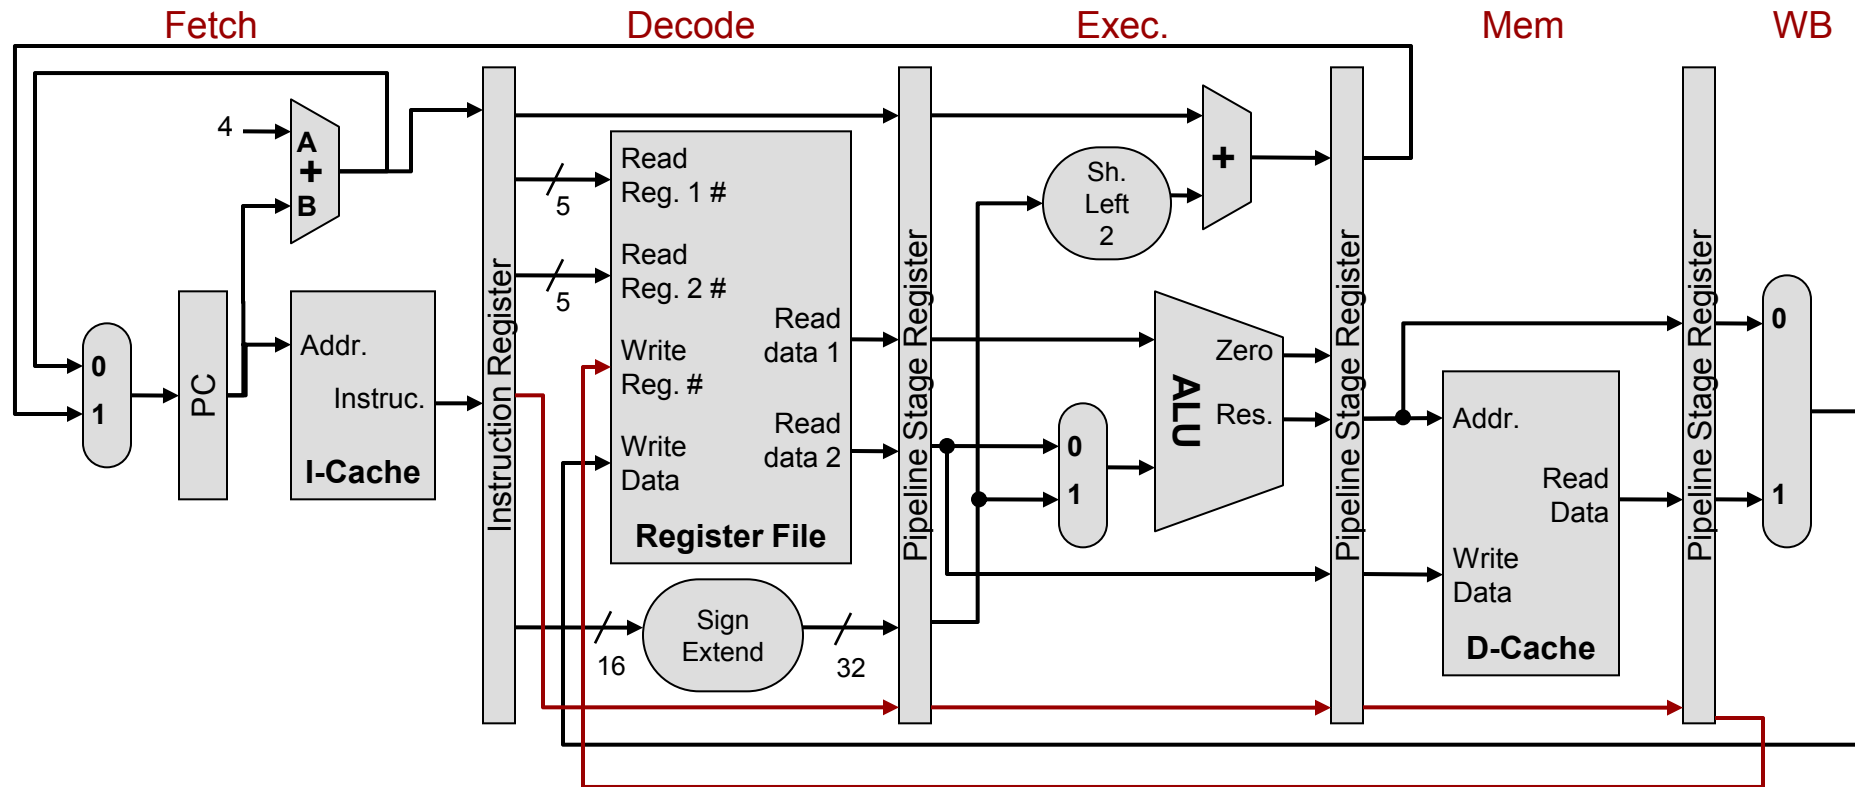 Fetch
Decode
Exec.
Mem
WB
4
A
+
B
0
1
PC
Addr.
Instruc.
I-Cache
Instruction Register
5
5
Read
Reg. 1 #
Read
Reg. 2 #
Write
Reg. #
Write
Data
Read
data 1
Read
data 2
Register File
16
Sign
Extend
32
Pipeline Stage Register
Sh.
Left
2
+
0
1
ALU
Zero
Res.
Pipeline Stage Register
Addr.
Read
Data
Write
Data
D-Cache
Pipeline Stage Register
0
1